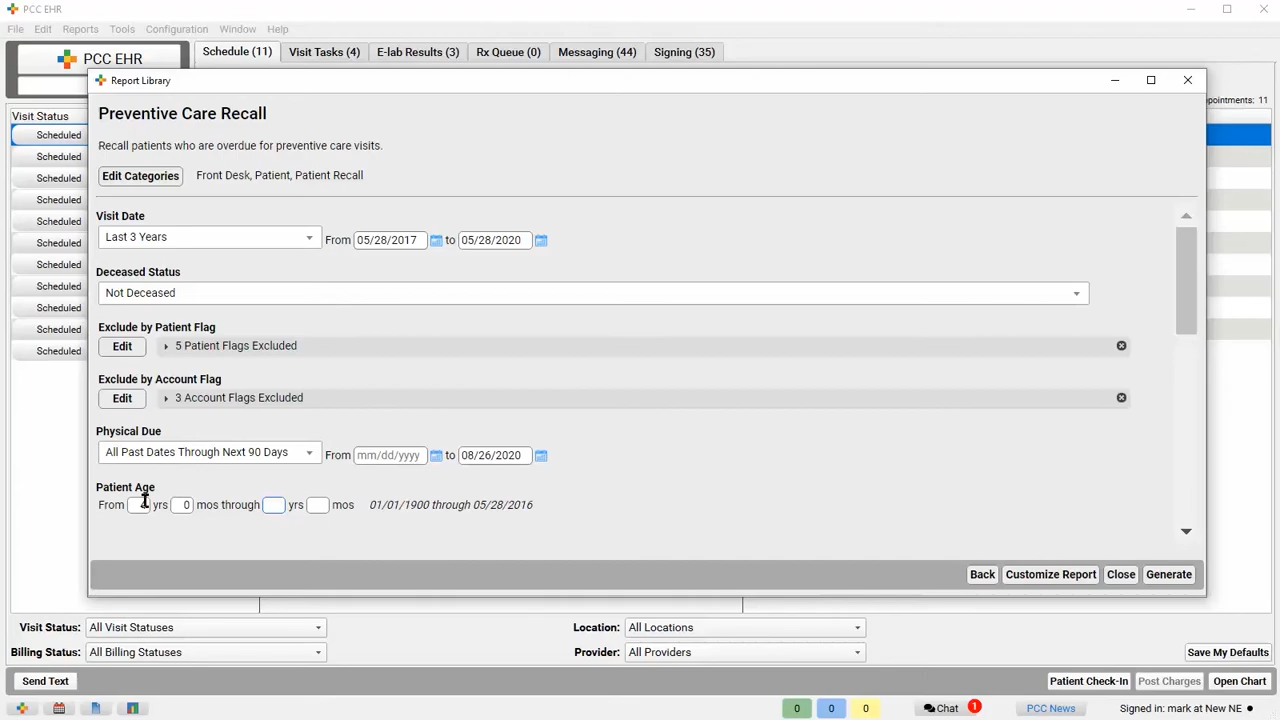 PCC EHR
File Edit Reports Tools Configuration Window Help
PCC EHR
Schedule (11) Visit Tasks (4) E-lab Results (3) Rx Queue (0) Messaging (44) Signing (35)
Report Library
pointments: 11
Visit Status
Scheduled
Scheduled
Scheduled
Scheduled
Scheduled
Scheduled
Scheduled
Scheduled
Scheduled
Scheduled
Scheduled
Preventive Care Recall
Recall patients who are overdue for preventive care visits.
Edit Categories Front Desk, Patient, Patient Recall
Visit Date
Last 3 Years From 05/28/2017 to 05/28/2020
Deceased Status
Not Deceased
Exclude by Patient Flag
Edit 5 Patient Flags Excluded
Exclude by Account Flag
Edit 3 Account Flags Excluded
Physical Due
All Past Dates Through Next 90 Days From mm/dd/yyyy to 08/26/2020
Patient Age
From yrs 0 mos through yrs mos 01/01/1900 through 05/28/2016
Back Customize Report Close Generate
Visit Status: All Visit Statuses Location: All Locations
Billing Status: All Billing Statuses Provider: All Providers Save My Defaults
Send Text Patient Check-In Post Charges Open Chart
0 0 0 Chat 1 PCC News Signed in: mark at New NE